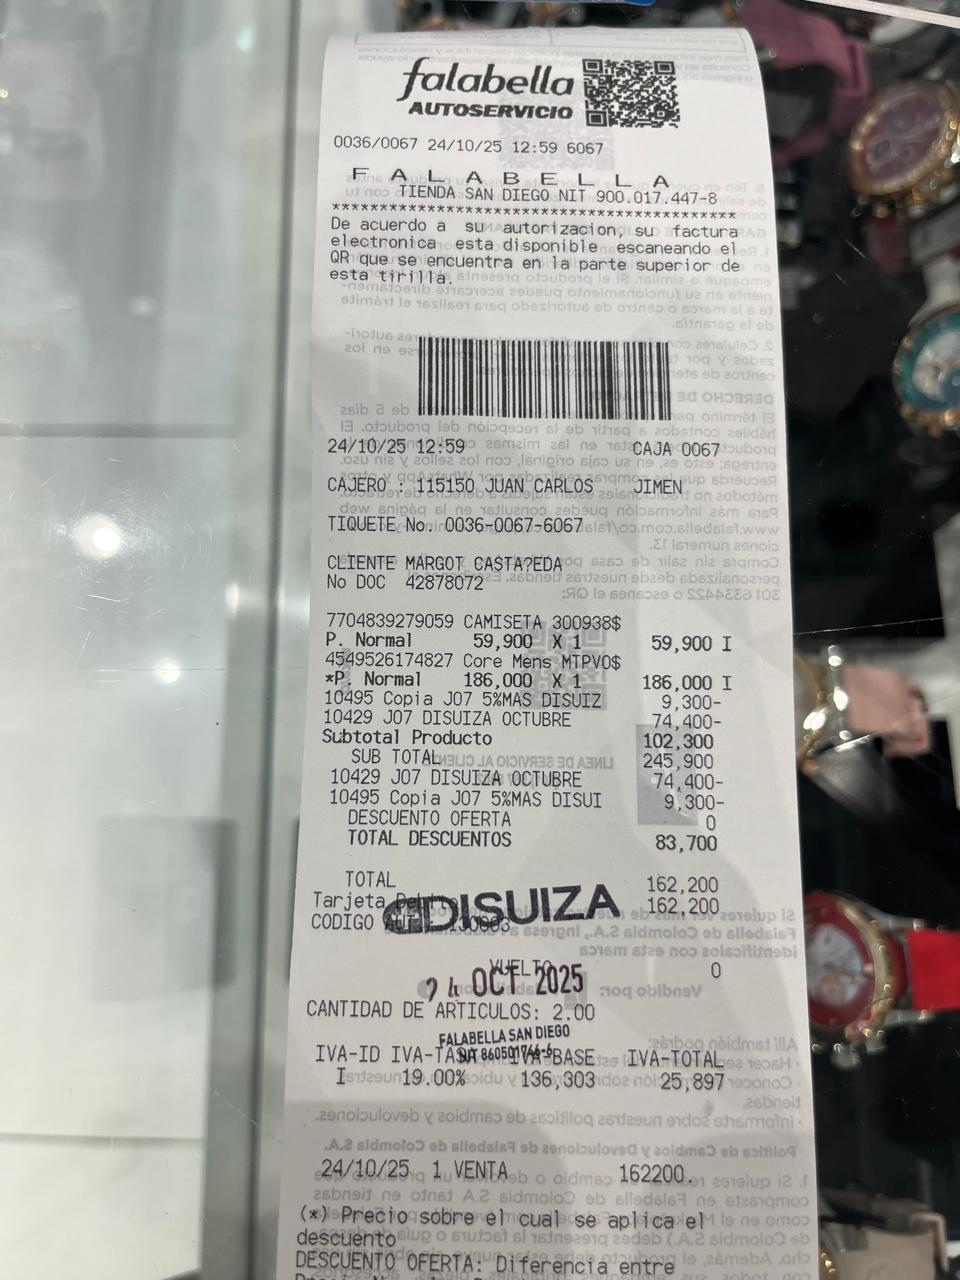 falabella
AUTOSERVICIO
0036/0067 24/10/25 12:59 6067
F A L A B E L L A
TIENDA SAN DIEGO NIT 900.017.447-8
****************************************************
De acuerdo a su autorizacion, su factura
electronica esta disponible escaneando el
QR que se encuentra en la parte superior de
esta tirilla.
24/10/25 12:59 CAJA 0067
CAJERO : 115150 JUAN CARLOS JIMEN
TIQUETE No. 0036-0067-6067
CLIENTE MARGOT CASTA?EDA
No DOC 42878072
7704839279059 CAMISETA 300938$
P. Normal 59,900 X 1 59,900 I
4549526174827 Core Mens MTPVO$
*P. Normal 186,000 X 1 186,000 I
10495 Copia J07 5%MAS DISUIZ 9,300-
10429 J07 DISUIZA OCTUBRE 74,400-
Subtotal Producto 102,300
SUB TOTAL 245,900
10429 J07 DISUIZA OCTUBRE 74,400-
10495 Copia J07 5%MAS DISUI 9,300-
DESCUENTO OFERTA 0
TOTAL DESCUENTOS 83,700
TOTAL 162,200
Tarjeta 162,200
DISUIZA
CODIGO
VUELTO 0
24 OCT 2025
CANTIDAD DE ARTICULOS: 2.00
FALABELLA SAN DIEGO
IVA-ID IVA-TASA IVA-BASE IVA-TOTAL
I 19.00% 136,303 25,897
24/10/25 1 VENTA 162200.
(*) Precio sobre el cual se aplica el
descuento
DESCUENTO OFERTA: Diferencia entre